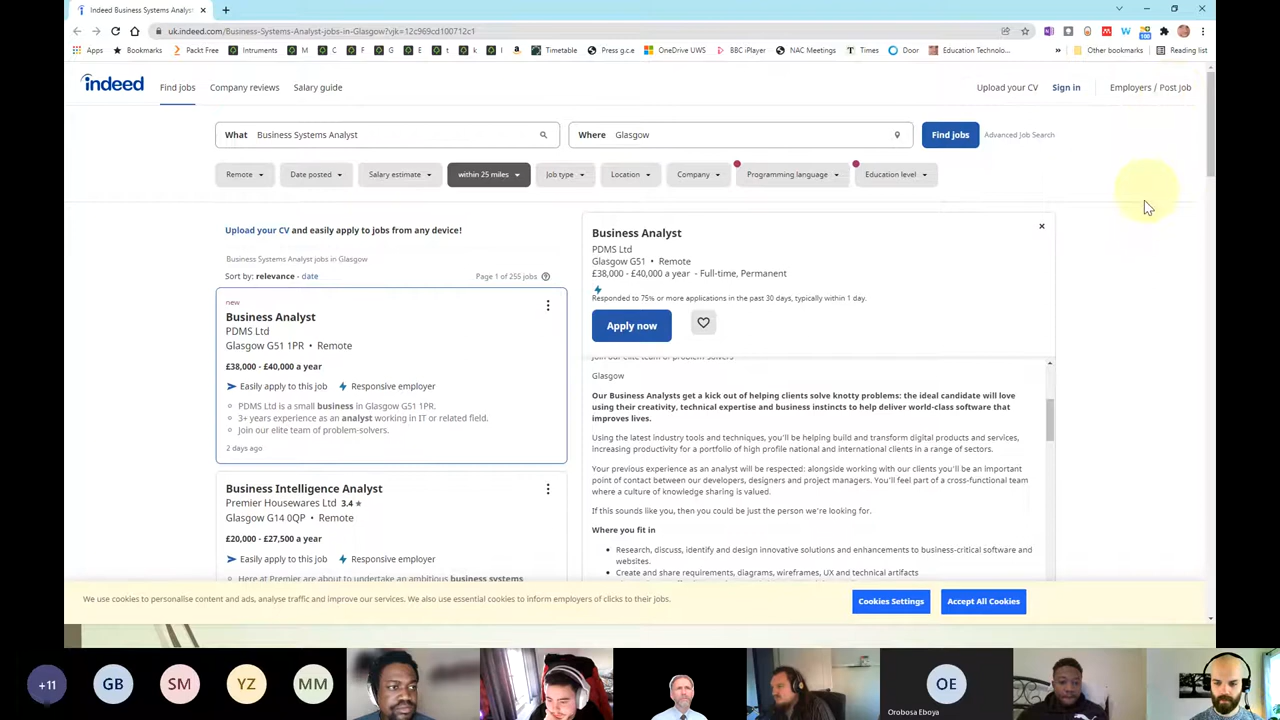 Indeed Business Systems Analyst
uk.indeed.com/Business-Systems-Analyst-jobs-in-Glasgow?vjk=12c969cd100712c1
Apps Bookmarks Packt Free Intruments M C F G E t k I Timetable Press g.c.e OneDrive UWS BBC iPlayer NAC Meetings Times Door Education Technolo... » Other bookmarks Reading list
indeed Find jobs Company reviews Salary guide Upload your CV Sign in Employers / Post Job
What Business Systems Analyst Where Glasgow Find jobs Advanced Job Search
Remote Date posted Salary estimate within 25 miles Job type Location Company Programming language Education level
Upload your CV and easily apply to jobs from any device!
Business Systems Analyst jobs in Glasgow
Sort by: relevance - date Page 1 of 255 jobs
new
Business Analyst
PDMS Ltd
Glasgow G51 1PR • Remote
£38,000 - £40,000 a year
Easily apply to this job Responsive employer
PDMS Ltd is a small business in Glasgow G51 1PR.
3+ years experience as an analyst working in IT or related field.
Join our elite team of problem-solvers.
2 days ago
Business Intelligence Analyst
Premier Housewares Ltd 3.4
Glasgow G14 0QP • Remote
£20,000 - £27,500 a year
Easily apply to this job Responsive employer
Here at Premier are about to undertake an ambitious business systems
Business Analyst
PDMS Ltd
Glasgow G51 • Remote
£38,000 - £40,000 a year - Full-time, Permanent
Responded to 75% or more applications in the past 30 days, typically within 1 day.
Apply now
Join our elite team of problem-solvers
Glasgow
Our Business Analysts get a kick out of helping clients solve knotty problems: the ideal candidate will love
using their creativity, technical expertise and business instincts to help deliver world-class software that
improves lives.
Using the latest industry tools and techniques, you'll be helping build and transform digital products and services,
increasing productivity for a portfolio of high profile national and international clients in a range of sectors.
Your previous experience as an analyst will be respected: alongside working with our clients you'll be an important
point of contact between our developers, designers and project managers. You'll feel part of a cross-functional team
where a culture of knowledge sharing is valued.
If this sounds like you, then you could be just the person we're looking for.
Where you fit in
Research, discuss, identify and design innovative solutions and enhancements to business-critical software and
websites.
Create and share requirements, diagrams, wireframes, UX and technical artifacts
We use cookies to personalise content and ads, analyse traffic and improve our services. We also use essential cookies to inform employers of clicks to their jobs.
Cookies Settings Accept All Cookies
+11 GB SM YZ MM OE
Orobosa Eboya